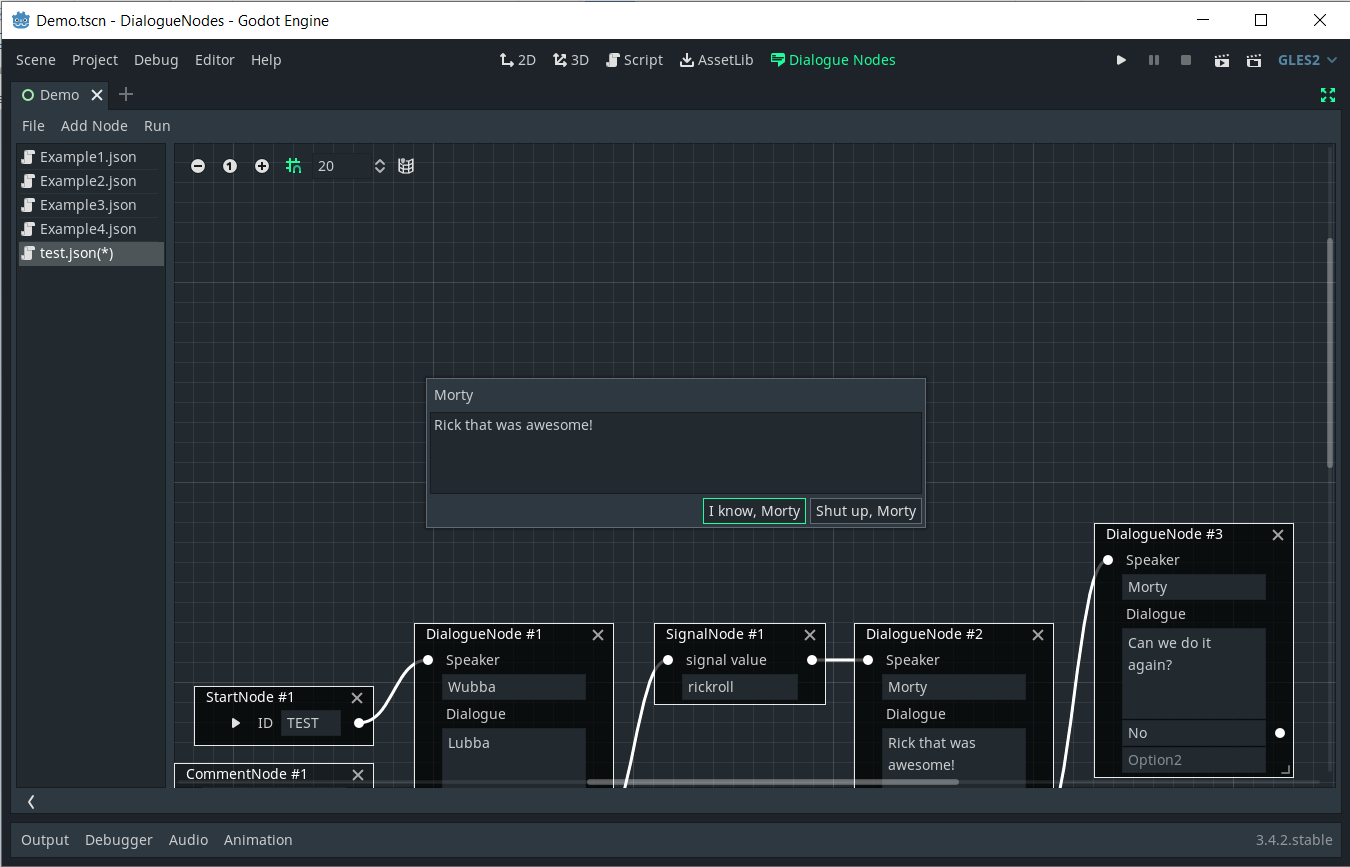 Demo.tscn - DialogueNodes - Godot Engine
Scene Project Debug Editor Help
2D 3D Script AssetLib Dialogue Nodes
GLES2
Demo
File Add Node Run
Example1.json
Example2.json
Example3.json
Example4.json
test.json(*)
1
20
Morty
Rick that was awesome!
I know, Morty
Shut up, Morty
StartNode #1
ID TEST
CommentNode #1
DialogueNode #1
Speaker
Wubba
Dialogue
Lubba
SignalNode #1
signal value
rickroll
DialogueNode #2
Speaker
Morty
Dialogue
Rick that was
awesome!
DialogueNode #3
Speaker
Morty
Dialogue
Can we do it
again?
No
Option2
Output Debugger Audio Animation
3.4.2.stable